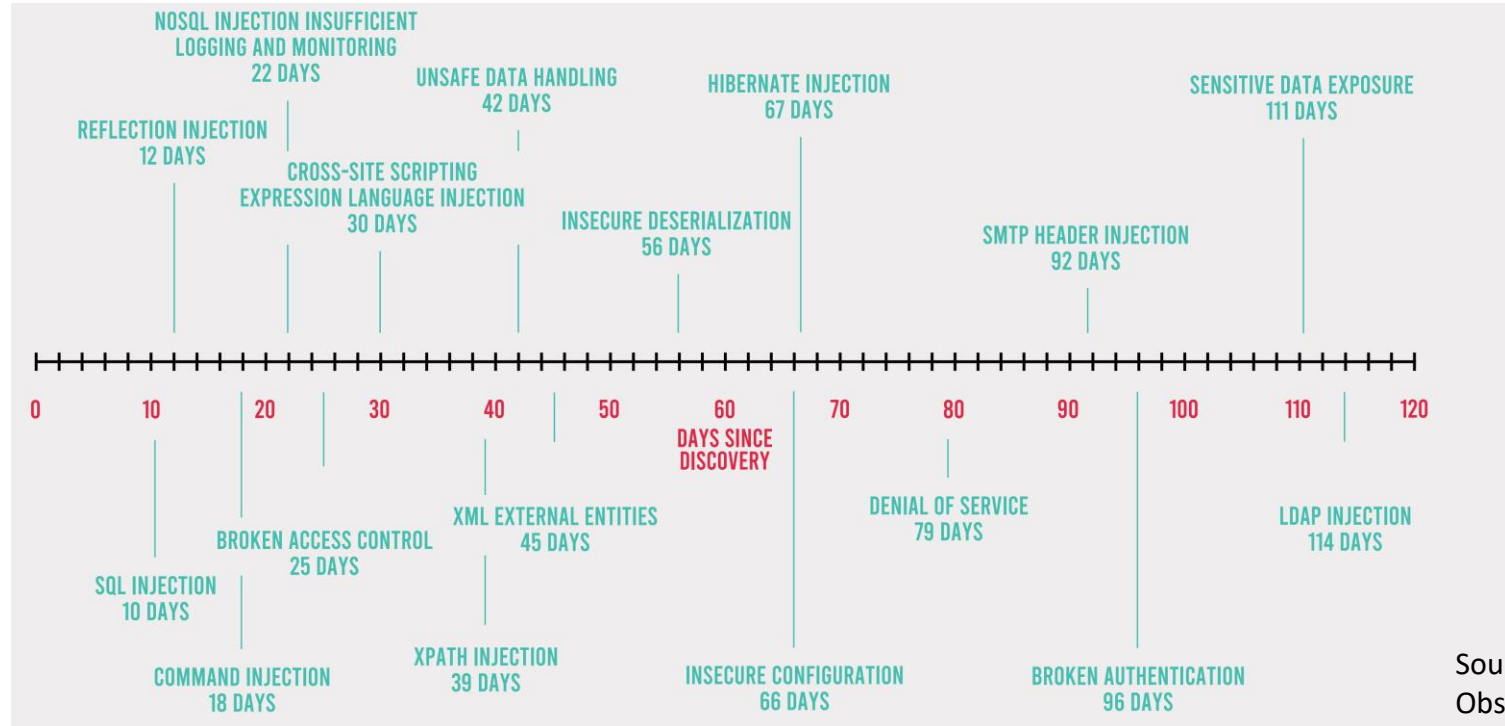 NOSQL INJECTION INSUFFICIENT
LOGGING AND MONITORING
22 DAYS
UNSAFE DATA HANDLING
42 DAYS
HIBERNATE INJECTION
67 DAYS
SENSITIVE DATA EXPOSURE
111 DAYS
REFLECTION INJECTION
12 DAYS
CROSS-SITE SCRIPTING
EXPRESSION LANGUAGE INJECTION
30 DAYS
INSECURE DESERIALIZATION
56 DAYS
SMTP HEADER INJECTION
92 DAYS
0 10 20 30 40 50 60 70 80 90 100 110 120
DAYS SINCE
DISCOVERY
XML EXTERNAL ENTITIES
45 DAYS
DENIAL OF SERVICE
79 DAYS
LDAP INJECTION
114 DAYS
BROKEN ACCESS CONTROL
25 DAYS
SQL INJECTION
10 DAYS
COMMAND INJECTION
18 DAYS
XPATH INJECTION
39 DAYS
INSECURE CONFIGURATION
66 DAYS
BROKEN AUTHENTICATION
96 DAYS
Sou
Obs